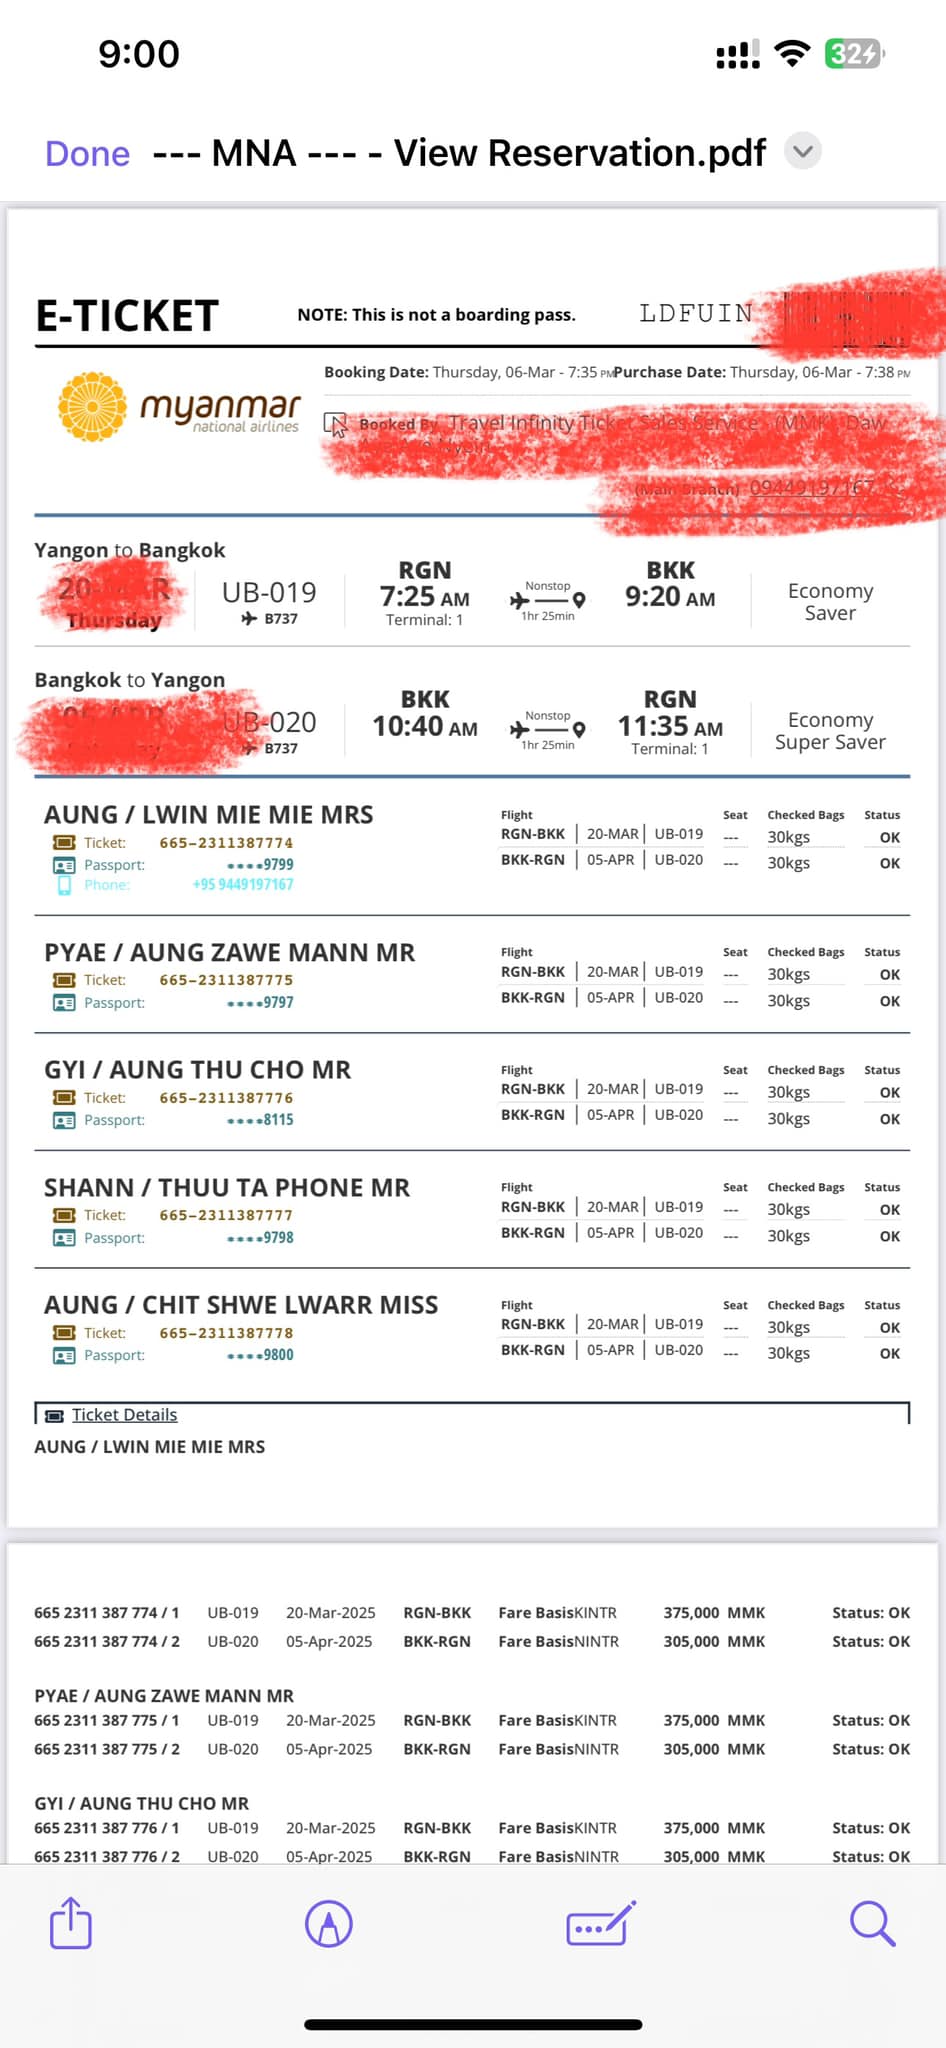 9:00
32
Done --- MNA --- - View Reservation.pdf
E-TICKET
NOTE: This is not a boarding pass.
LDFUIN
Booking Date: Thursday, 06-Mar - 7:35 PM
Purchase Date: Thursday, 06-Mar - 7:38 PM
myanmar
national airlines
Booked By Travel Infinity Ticket Sales Service (MMK) Daw
(Main Branch)
Yangon to Bangkok
Thursday
UB-019
B737
RGN
7:25 AM
Terminal: 1
Nonstop
1hr 25min
BKK
9:20 AM
Economy
Saver
Bangkok to Yangon
UB-020
B737
BKK
10:40 AM
Nonstop
1hr 25min
RGN
11:35 AM
Terminal: 1
Economy
Super Saver
AUNG / LWIN MIE MIE MRS
Ticket: 665-2311387774
Passport: ****9799
Phone: +95 9449197167
Flight Seat Checked Bags Status
RGN-BKK | 20-MAR | UB-019 --- 30kgs OK
BKK-RGN | 05-APR | UB-020 --- 30kgs OK
PYAE / AUNG ZAWE MANN MR
Ticket: 665-2311387775
Passport: ****9797
Flight Seat Checked Bags Status
RGN-BKK | 20-MAR | UB-019 --- 30kgs OK
BKK-RGN | 05-APR | UB-020 --- 30kgs OK
GYI / AUNG THU CHO MR
Ticket: 665-2311387776
Passport: ****8115
Flight Seat Checked Bags Status
RGN-BKK | 20-MAR | UB-019 --- 30kgs OK
BKK-RGN | 05-APR | UB-020 --- 30kgs OK
SHANN / THUU TA PHONE MR
Ticket: 665-2311387777
Passport: ****9798
Flight Seat Checked Bags Status
RGN-BKK | 20-MAR | UB-019 --- 30kgs OK
BKK-RGN | 05-APR | UB-020 --- 30kgs OK
AUNG / CHIT SHWE LWARR MISS
Ticket: 665-2311387778
Passport: ****9800
Flight Seat Checked Bags Status
RGN-BKK | 20-MAR | UB-019 --- 30kgs OK
BKK-RGN | 05-APR | UB-020 --- 30kgs OK
Ticket Details
AUNG / LWIN MIE MIE MRS
665 2311 387 774 / 1 UB-019 20-Mar-2025 RGN-BKK Fare BasisKINTR 375,000 MMK Status: OK
665 2311 387 774 / 2 UB-020 05-Apr-2025 BKK-RGN Fare BasisNINTR 305,000 MMK Status: OK
PYAE / AUNG ZAWE MANN MR
665 2311 387 775 / 1 UB-019 20-Mar-2025 RGN-BKK Fare BasisKINTR 375,000 MMK Status: OK
665 2311 387 775 / 2 UB-020 05-Apr-2025 BKK-RGN Fare BasisNINTR 305,000 MMK Status: OK
GYI / AUNG THU CHO MR
665 2311 387 776 / 1 UB-019 20-Mar-2025 RGN-BKK Fare BasisKINTR 375,000 MMK Status: OK
665 2311 387 776 / 2 UB-020 05-Apr-2025 BKK-RGN Fare BasisNINTR 305,000 MMK Status: OK